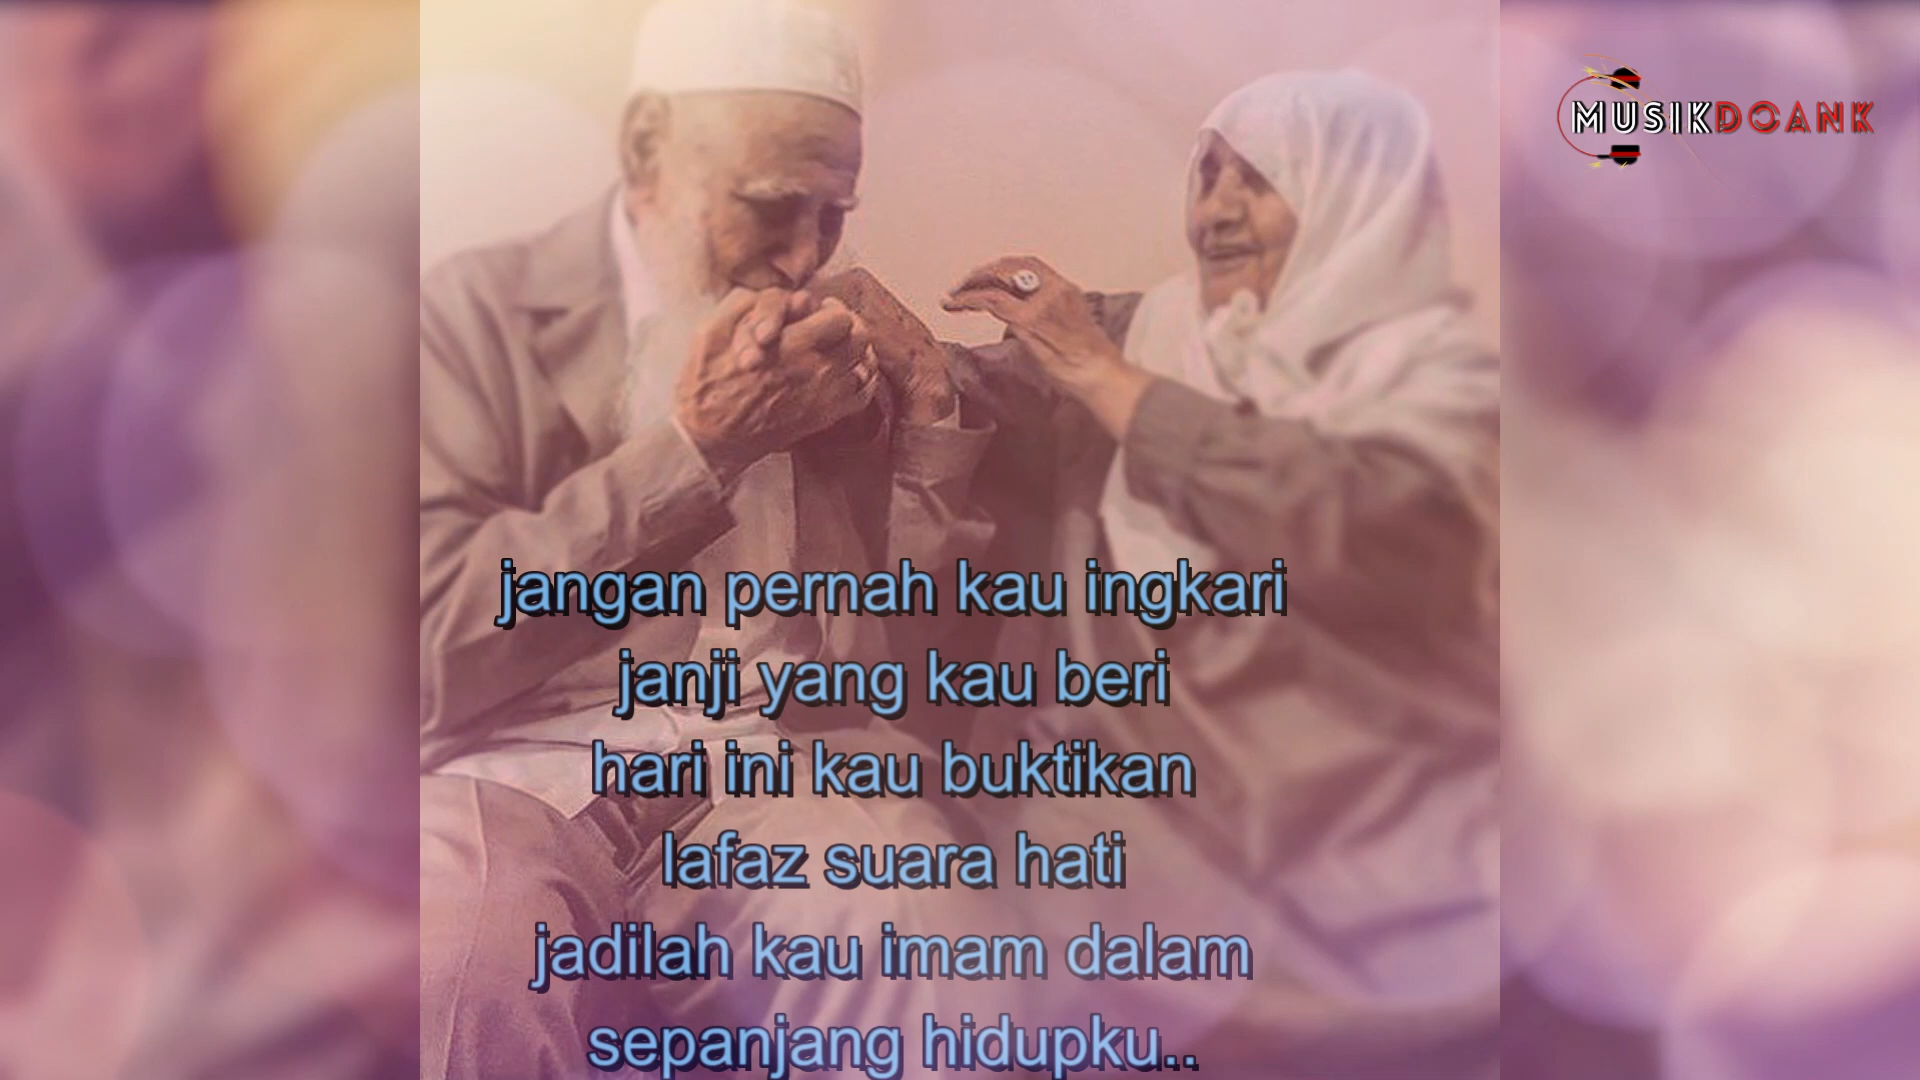 MUSIKDOANK
jangan pernah kau ingkari
janji yang kau beri
hari ini kau buktikan
lafaz suara hati
jadilah kau imam dalam
sepanjang hidupku..